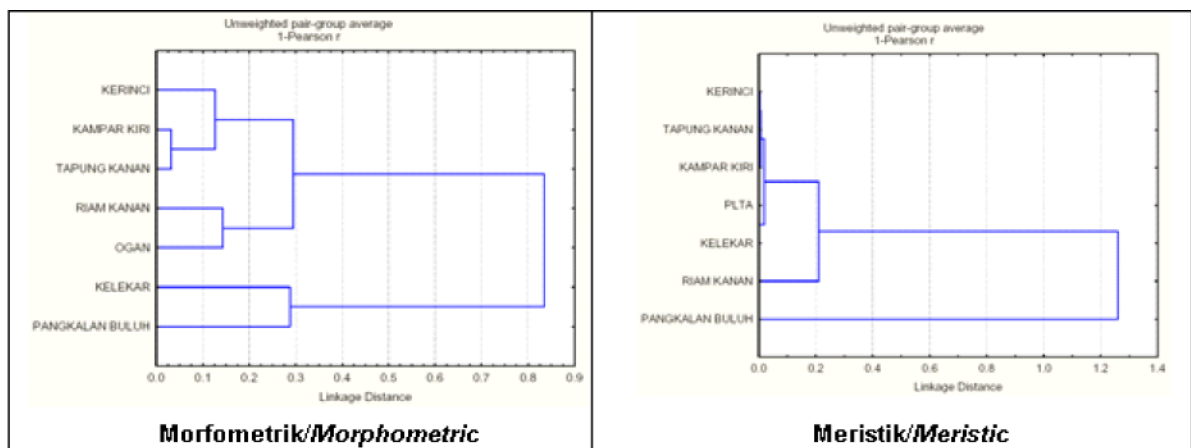 Unweighted pair-group average
1-Pearson r
KERINCI
KAMPAR KIRI
TAPUNG KANAN
RIAM KANAN
OGAN
KELEKAR
PANGKALAN BULUH
0.0 0.1 0.2 0.3 0.4 0.5 0.6 0.7 0.8 0.9
Linkage Distance
Morfometrik/Morphometric
Unweighted pair-group average
1-Pearson r
KERINCI
TAPUNG KANAN
KAMPAR KIRI
PLTA
KELEKAR
RIAM KANAN
PANGKALAN BULUH
0.0 0.2 0.4 0.6 0.8 1.0 1.2 1.4
Linkage Distance
Meristik/Meristic